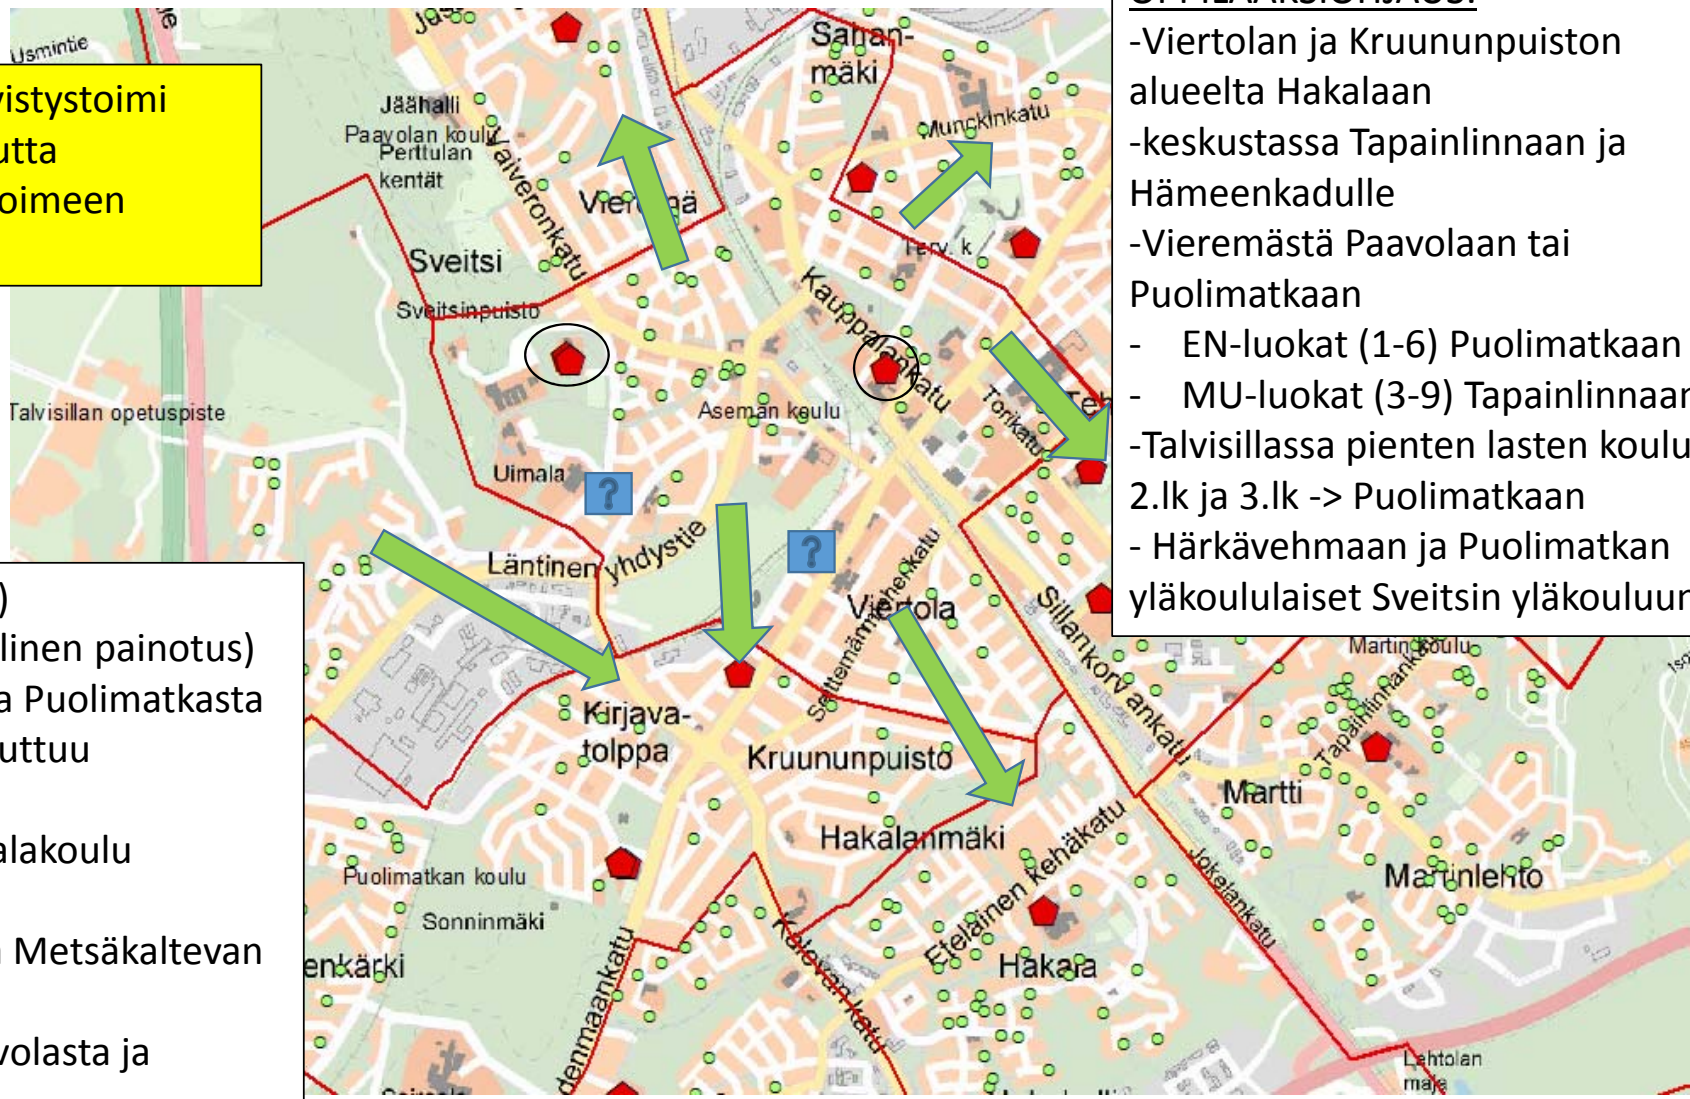 vistystoimi
utta
oimeen
)
linen painotus)
a Puolimatkasta
uttuu
alakoulu
n Metsäkaltevan
volasta ja
-Viertolan ja Kruununpuiston
alueelta Hakalaan
-keskustassa Tapainlinnaan ja
Hämeenkadulle
-Vieremästä Paavolaan tai
Puolimatkaan
- EN-luokat (1-6) Puolimatkaan
- MU-luokat (3-9) Tapainlinnaan
-Talvisillassa pienten lasten koulu
2.lk ja 3.lk -> Puolimatkaan
- Härkävehmaan ja Puolimatkan
yläkoululaiset Sveitsin yläkouluun
Usmintie
Jäähalli
Paavolan koulu
Perttulan
kentät
Vaiveronkatu
Sveitsi
Sveitsinpuisto
Talvisillan opetuspiste
Uimala
?
?
Läntinen yhdystie
Aseman koulu
Kauppalankatu
Torikatu
Munckinkatu
Terv. k
mäki
Viertola
Seittemänmiehenkatu
Sillankorvankatu
Kirjava-
tolppa
Kruununpuisto
Hakalanmäki
Puolimatkan koulu
Sonninmäki
enkärki
denmaankatu
Kalevankatu
Eteläinen kehäkatu
Hakala
Jokelankatu
Martin koulu
Tapainlinnankatu
Martti
Martinlehto
Lehtolan
maja